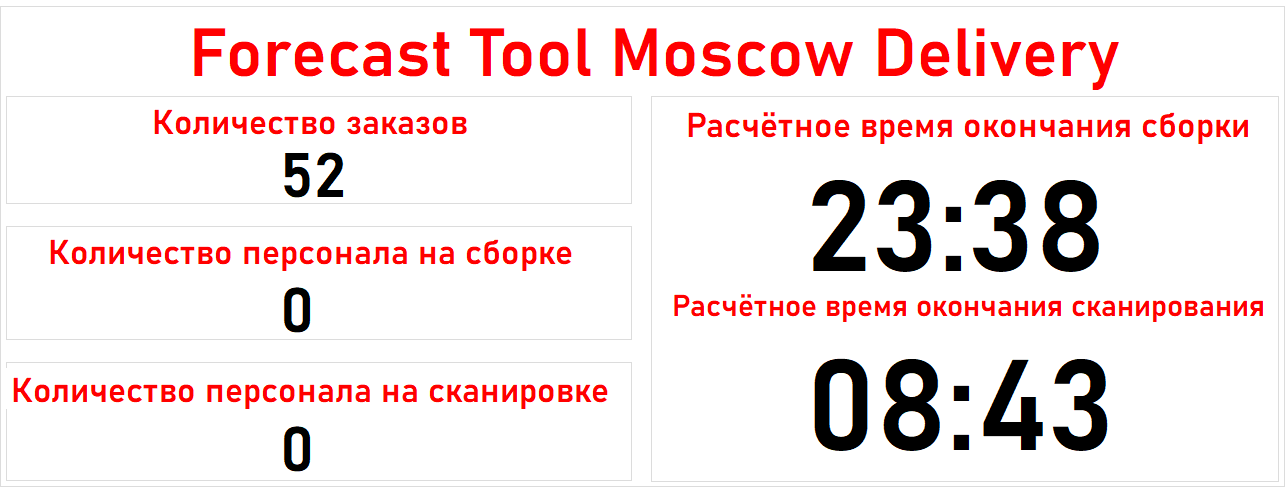 Forecast Tool Moscow Delivery
Количество заказов
52
Количество персонала на сборке
0
Количество персонала на сканировке
0
Расчётное время окончания сборки
23:38
Расчётное время окончания сканирования
08:43